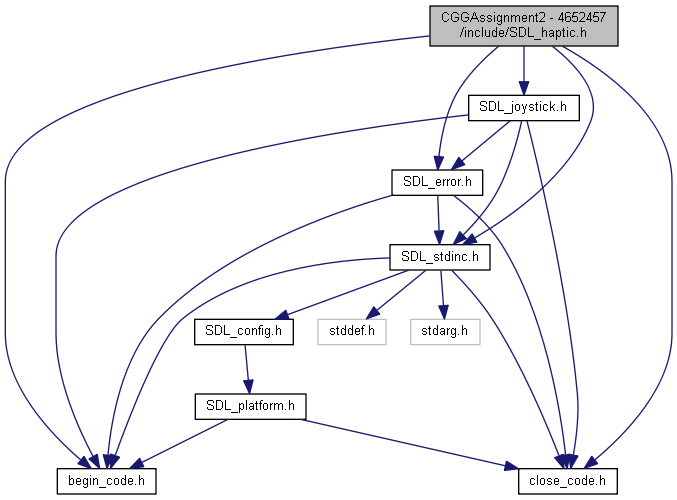 CGGAssignment2 - 4652457
/include/SDL_haptic.h
SDL_joystick.h
SDL_error.h
SDL_stdinc.h
SDL_config.h
stddef.h
stdarg.h
SDL_platform.h
begin_code.h
close_code.h